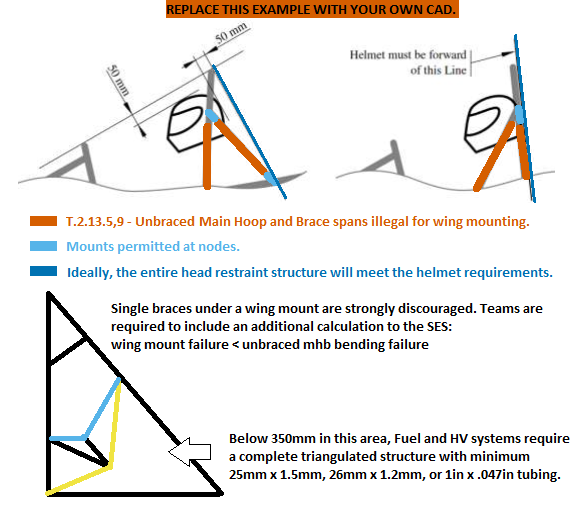 REPLACE THIS EXAMPLE WITH YOUR OWN CAD.
50 mm
50 mm
Helmet must be forward
of this Line
T.2.13.5,9 - Unbraced Main Hoop and Brace spans illegal for wing mounting.
Mounts permitted at nodes.
Ideally, the entire head restraint structure will meet the helmet requirements.
Single braces under a wing mount are strongly discouraged. Teams are
required to include an additional calculation to the SES:
wing mount failure < unbraced mhb bending failure
Below 350mm in this area, Fuel and HV systems require
a complete triangulated structure with minimum
25mm x 1.5mm, 26mm x 1.2mm, or 1in x .047in tubing.